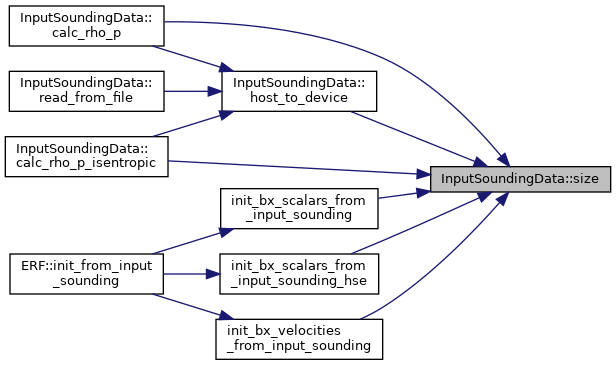 InputSoundingData::
calc_rho_p
InputSoundingData::
read_from_file
InputSoundingData::
host_to_device
InputSoundingData::
calc_rho_p_isentropic
InputSoundingData::size
init_bx_scalars_from
_input_sounding
ERF::init_from_input
_sounding
init_bx_scalars_from
_input_sounding_hse
init_bx_velocities
_from_input_sounding